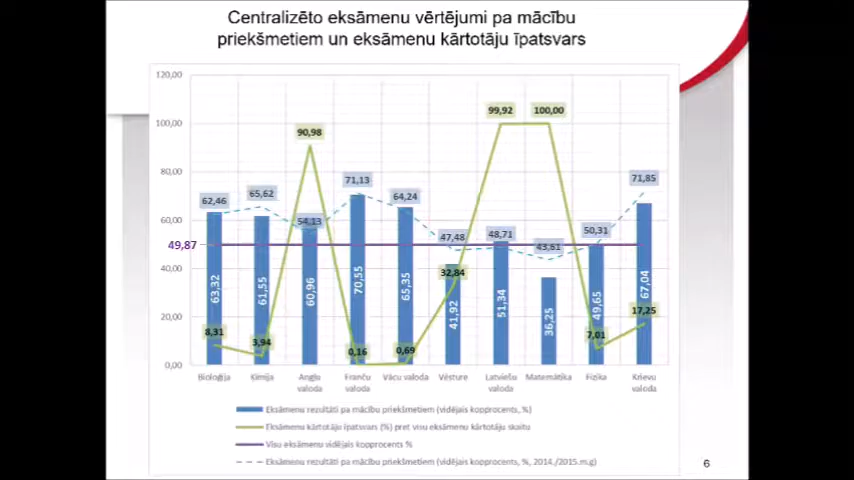 Centralizēto eksāmenu vērtējumi pa mācību
priekšmetiem un eksāmenu kārtotāju īpatsvars
120,00
100,00
80,00
60,00
49,87
40,00
20,00
0,00
62,46
65,62
90,98
54,13
71,13
64,24
47,48
99,92
48,71
100,00
43,61
50,31
71,85
63,32
61,55
60,96
70,55
65,35
41,92
51,34
36,25
49,65
67,04
8,31
3,94
0,16
0,69
32,84
7,01
17,25
Bioloģija
Ķīmija
Angļu valoda
Franču valoda
Vācu valoda
Vēsture
Latviešu valoda
Matemātika
Fizika
Krievu valoda
Eksāmenu rezultāti pa mācību priekšmetiem (vidējais kopprocents, %)
Eksāmenu kārtotāju īpatsvars (%) pret visu eksāmenu kārtotāju skaitu
Visu eksāmenu vidējais kopprocents %
Eksāmenu rezultāti pa mācību priekšmetiem (vidējais kopprocents, %, 2014./2015.m.g)
6